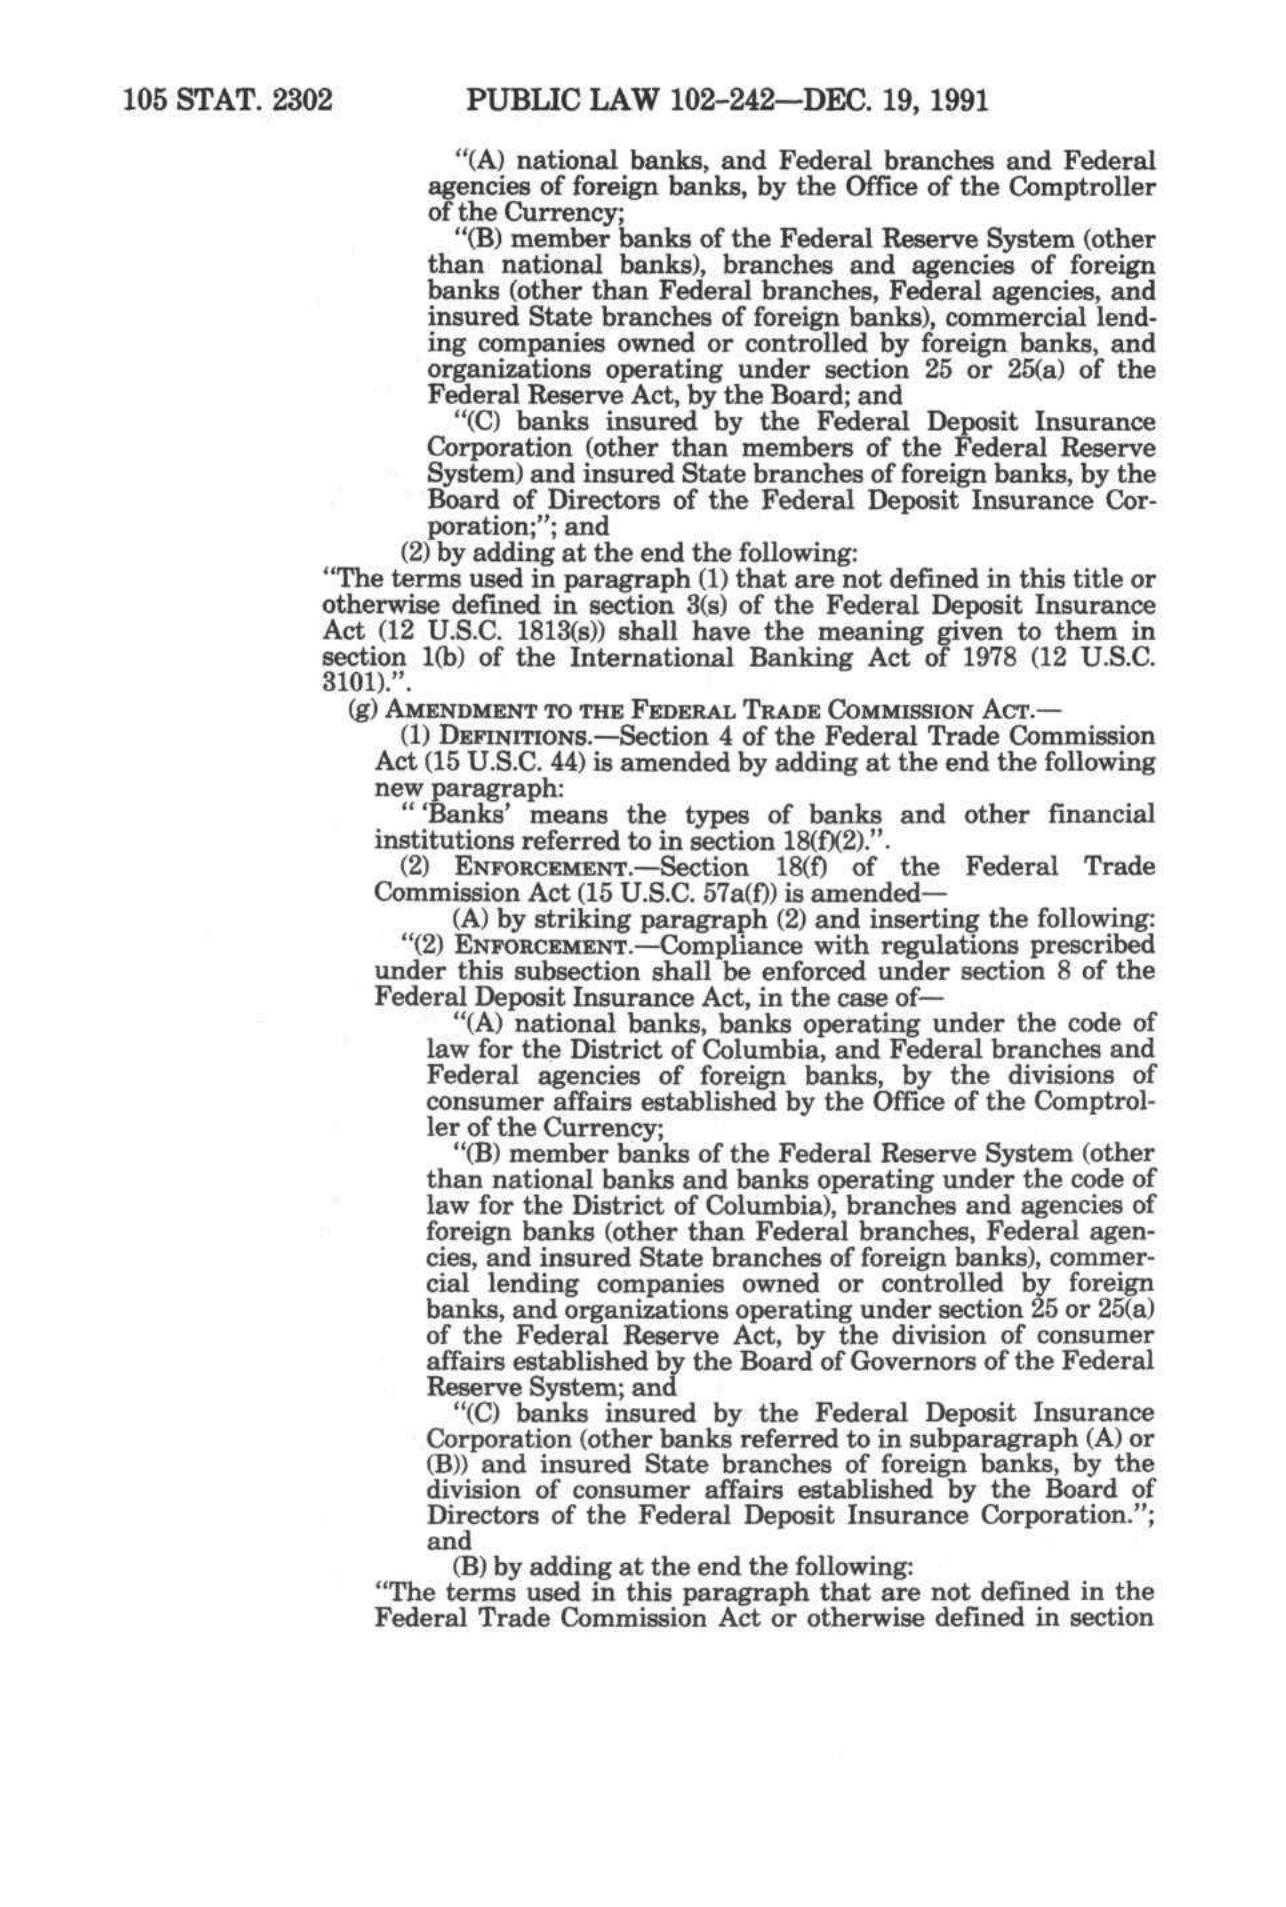 105 STAT. 2302 PUBLIC LAW 102-242—DEC. 19, 1991
"(A) national banks, and Federal branches and Federal
agencies of foreign banks, by the Office of the Comptroller
of the Currency;
"(B) member banks of the Federal Reserve System (other
than national banks), branches and agencies of foreign
banks (other than Federal branches, Federal agencies, and
insured State branches of foreign banks), commercial lend-
ing companies owned or controlled by foreign banks, and
organizations operating under section 25 or 25(a) of the
Federal Reserve Act, by the Board; and
"(C) banks insured by the Federal Deposit Insurance
Corporation (other than members of the Federal Reserve
System) and insured State branches of foreign banks, by the
Board of Directors of the Federal Deposit Insurance Cor-
poration;"; and
(2) by adding at the end the following:
"The terms used in paragraph (1) that are not defined in this title or
otherwise defined in section 3(s) of the Federal Deposit Insurance
Act (12 U.S.C. 1813(s)) shall have the meaning given to them in
section 1(b) of the International Banking Act of 1978 (12 U.S.C.
3101).".
(g) AMENDMENT TO THE FEDERAL TRADE COMMISSION ACT.—
(1) DEFINITIONS.—Section 4 of the Federal Trade Commission
Act (15 U.S.C. 44) is amended by adding at the end the following
new paragraph:
" 'Banks' means the types of banks and other financial
institutions referred to in section 18(f)(2).".
(2) ENFORCEMENT.—Section 18(f) of the Federal Trade
Commission Act (15 U.S.C. 57a(f)) is amended—
(A) by striking paragraph (2) and inserting the following:
"(2) ENFORCEMENT.—Compliance with regulations prescribed
under this subsection shall be enforced under section 8 of the
Federal Deposit Insurance Act, in the case of—
"(A) national banks, banks operating under the code of
law for the District of Columbia, and Federal branches and
Federal agencies of foreign banks, by the divisions of
consumer affairs established by the Office of the Comptrol-
ler of the Currency;
"(B) member banks of the Federal Reserve System (other
than national banks and banks operating under the code of
law for the District of Columbia), branches and agencies of
foreign banks (other than Federal branches, Federal agen-
cies, and insured State branches of foreign banks), commer-
cial lending companies owned or controlled by foreign
banks, and organizations operating under section 25 or 25(a)
of the Federal Reserve Act, by the division of consumer
affairs established by the Board of Governors of the Federal
Reserve System; and
"(C) banks insured by the Federal Deposit Insurance
Corporation (other banks referred to in subparagraph (A) or
(B)) and insured State branches of foreign banks, by the
division of consumer affairs established by the Board of
Directors of the Federal Deposit Insurance Corporation.";
and
(B) by adding at the end the following:
"The terms used in this paragraph that are not defined in the
Federal Trade Commission Act or otherwise defined in section